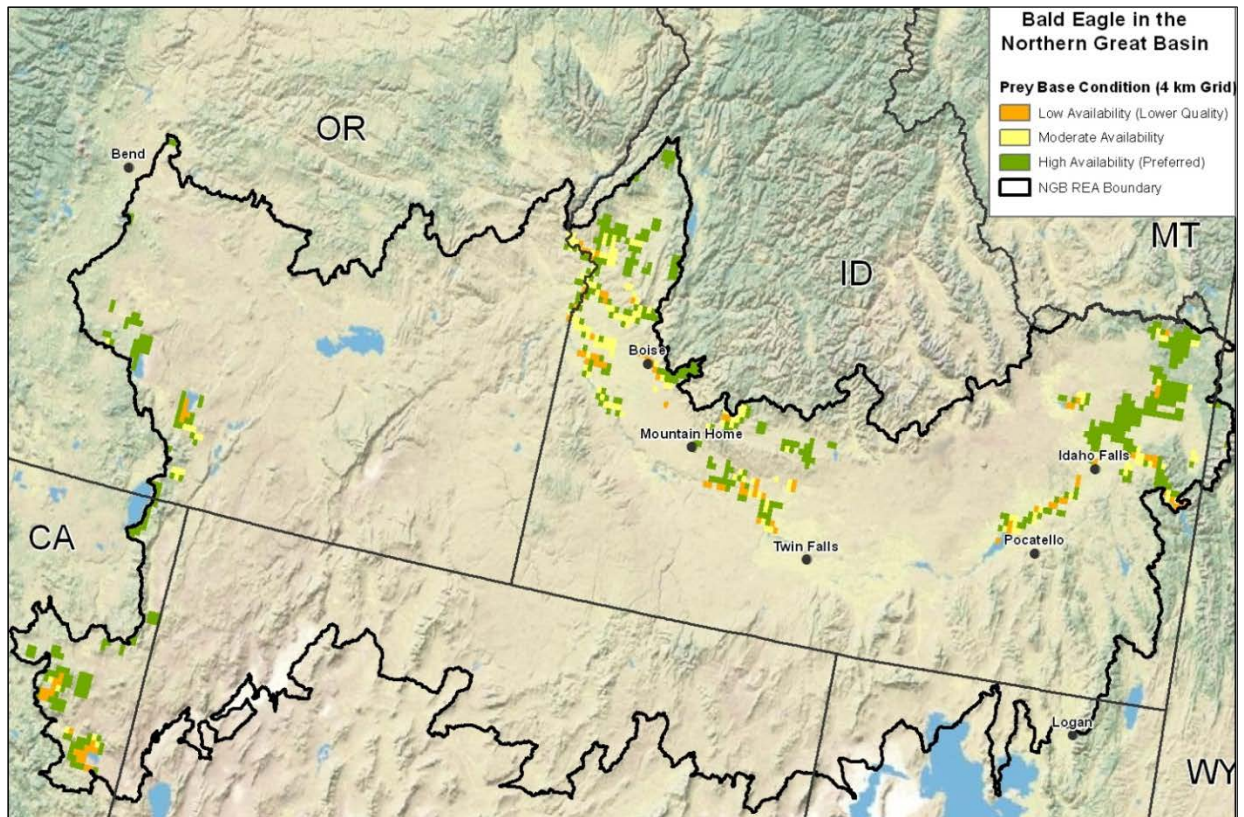 Bald Eagle in the
Northern Great Basin
Prey Base Condition (4 km Grid)
Low Availability (Lower Quality)
Moderate Availability
High Availability (Preferred)
NGB REA Boundary
OR
Bend
MT
ID
Boise
Mountain Home
Idaho Falls
CA
Twin Falls
Pocatello
Logan
WY